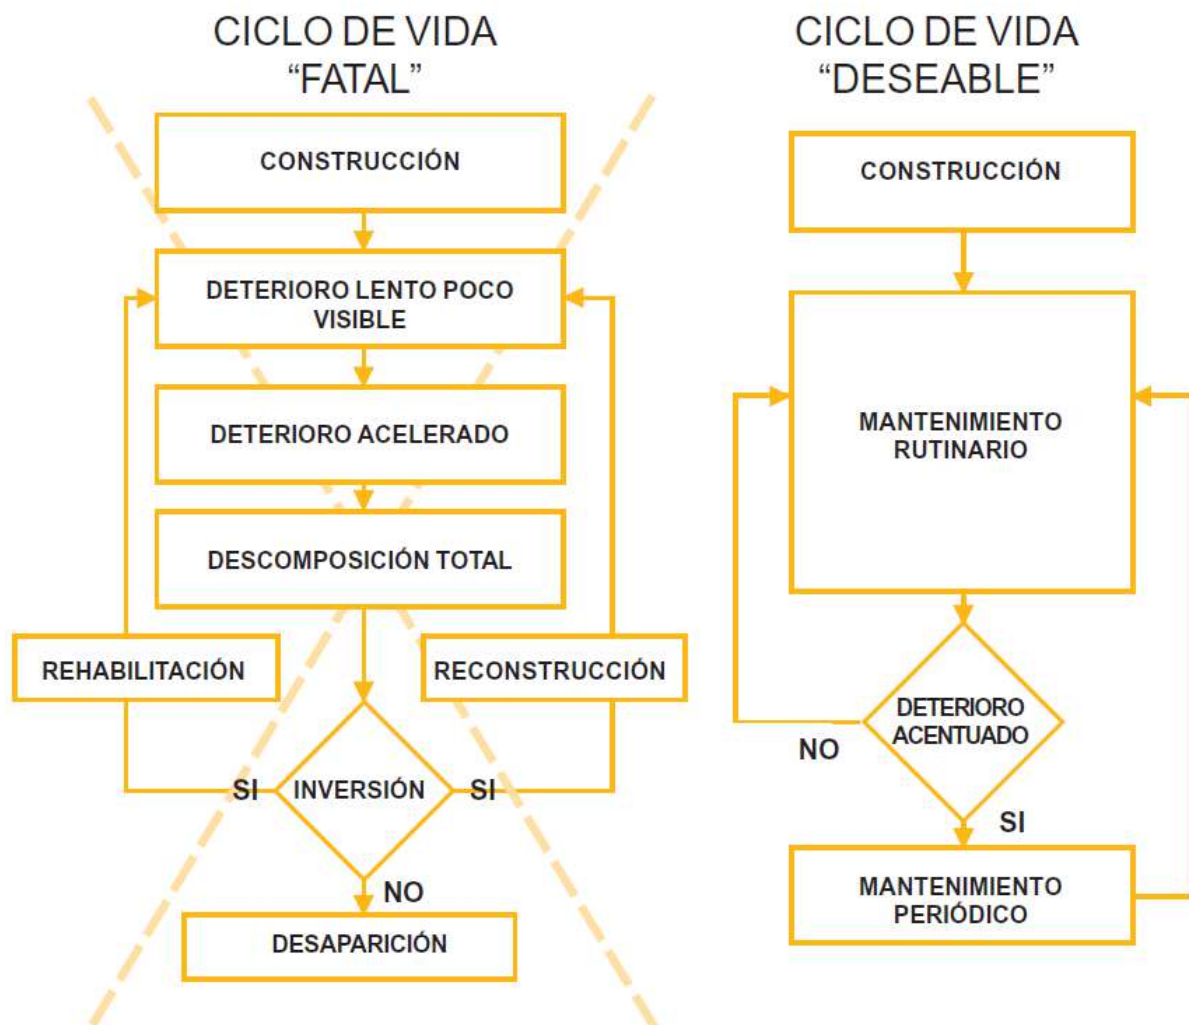 CICLO DE VIDA
“FATAL”
CONSTRUCCIÓN
DETERIORO LENTO POCO
VISIBLE
DETERIORO ACELERADO
DESCOMPOSICIÓN TOTAL
REHABILITACIÓN
RECONSTRUCCIÓN
SI
INVERSIÓN
SI
NO
DESAPARICIÓN
CICLO DE VIDA
“DESEABLE”
CONSTRUCCIÓN
MANTENIMIENTO
RUTINARIO
DETERIORO
ACENTUADO
NO
SI
MANTENIMIENTO
PERIÓDICO